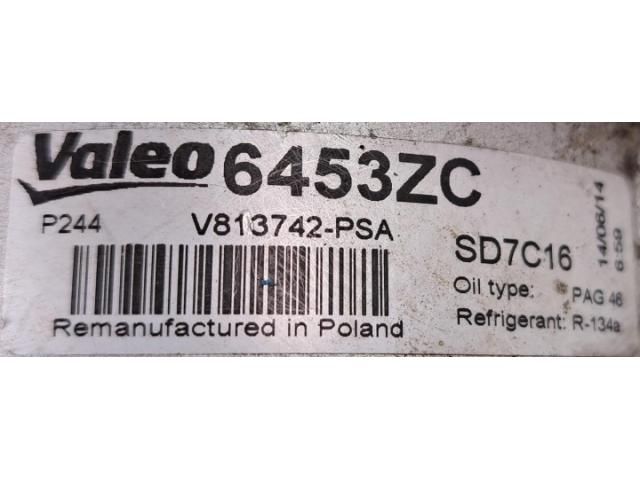 Valeo 6453ZC
P244 V813742-PSA
SD7C16
Oil type: PAG 46
Refrigerant: R-134a
Remanufactured in Poland
14/06/14
6:59